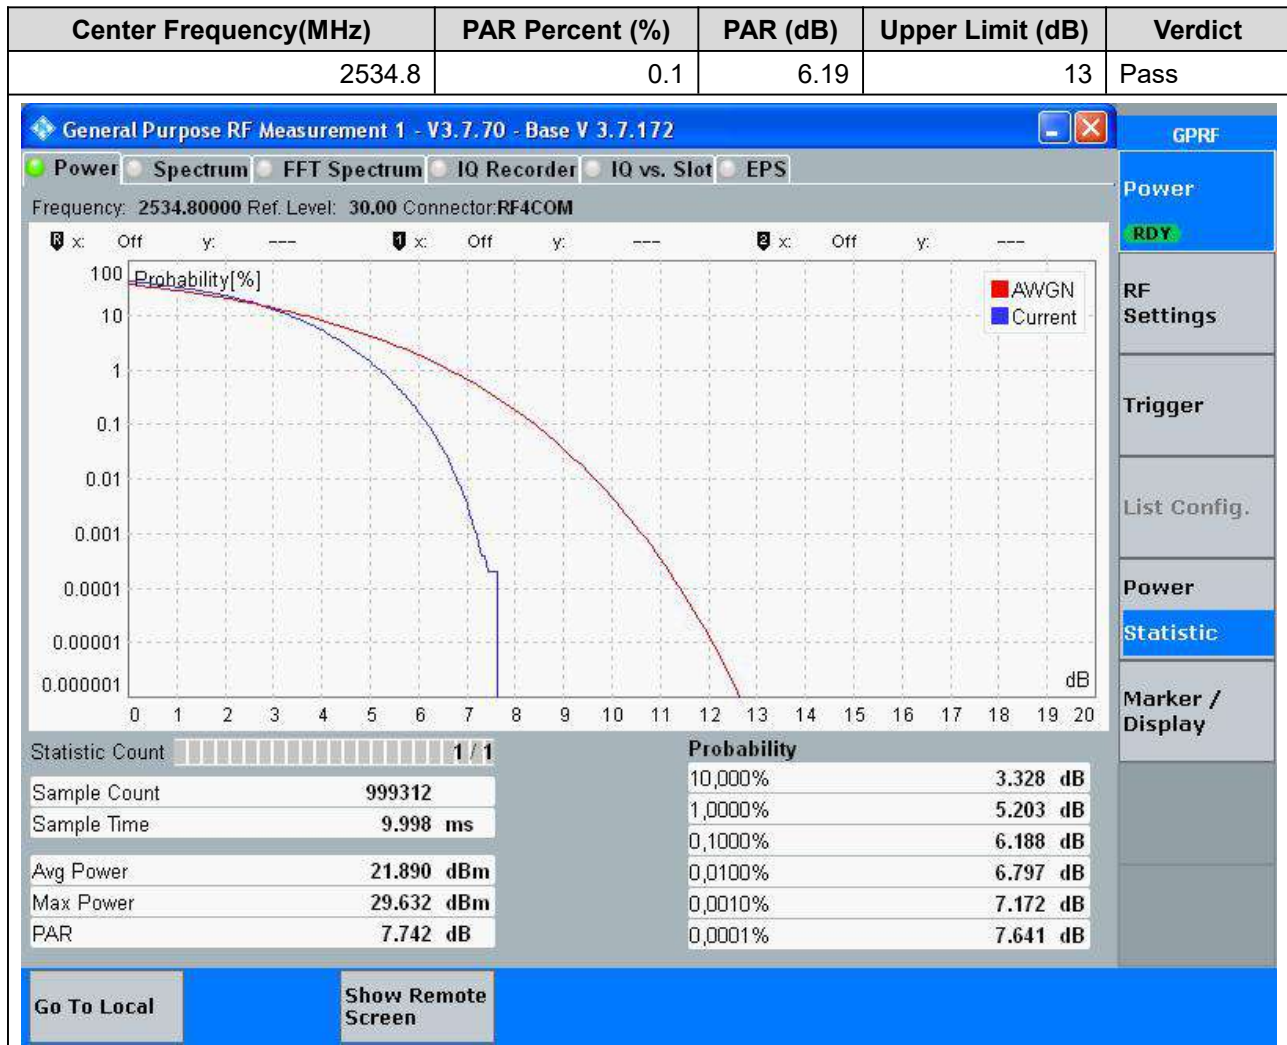 Center Frequency(MHz) PAR Percent (%) PAR (dB) Upper Limit (dB) Verdict
2534.8 0.1 6.19 13 Pass
General Purpose RF Measurement 1 - V3.7.70 - Base V 3.7.172
GPRF
Power Spectrum FFT Spectrum IQ Recorder IQ vs. Slot EPS
Power
RDY
Frequency: 2534.80000 Ref. Level: 30.00 Connector:RF4COM
R x: Off y: --- 1 x: Off y: --- 2 x: Off y: ---
Probability[%]
AWGN
Current
100
10
1
0.1
0.01
0.001
0.0001
0.00001
0.000001
dB
0 1 2 3 4 5 6 7 8 9 10 11 12 13 14 15 16 17 18 19 20
RF
Settings
Trigger
List Config.
Power
Statistic
Marker /
Display
Statistic Count 1 / 1
Sample Count 999312
Sample Time 9.998 ms
Avg Power 21.890 dBm
Max Power 29.632 dBm
PAR 7.742 dB
Probability
10,000% 3.328 dB
1,0000% 5.203 dB
0,1000% 6.188 dB
0,0100% 6.797 dB
0,0010% 7.172 dB
0,0001% 7.641 dB
Go To Local
Show Remote
Screen